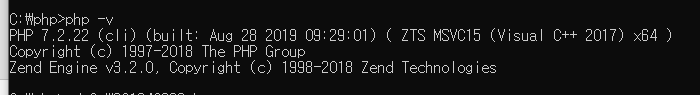 C:₩php>php -v
PHP 7.2.22 (cli) (built: Aug 28 2019 09:29:01) ( ZTS MSVC15 (Visual C++ 2017) x64 )
Copyright (c) 1997-2018 The PHP Group
Zend Engine v3.2.0, Copyright (c) 1998-2018 Zend Technologies